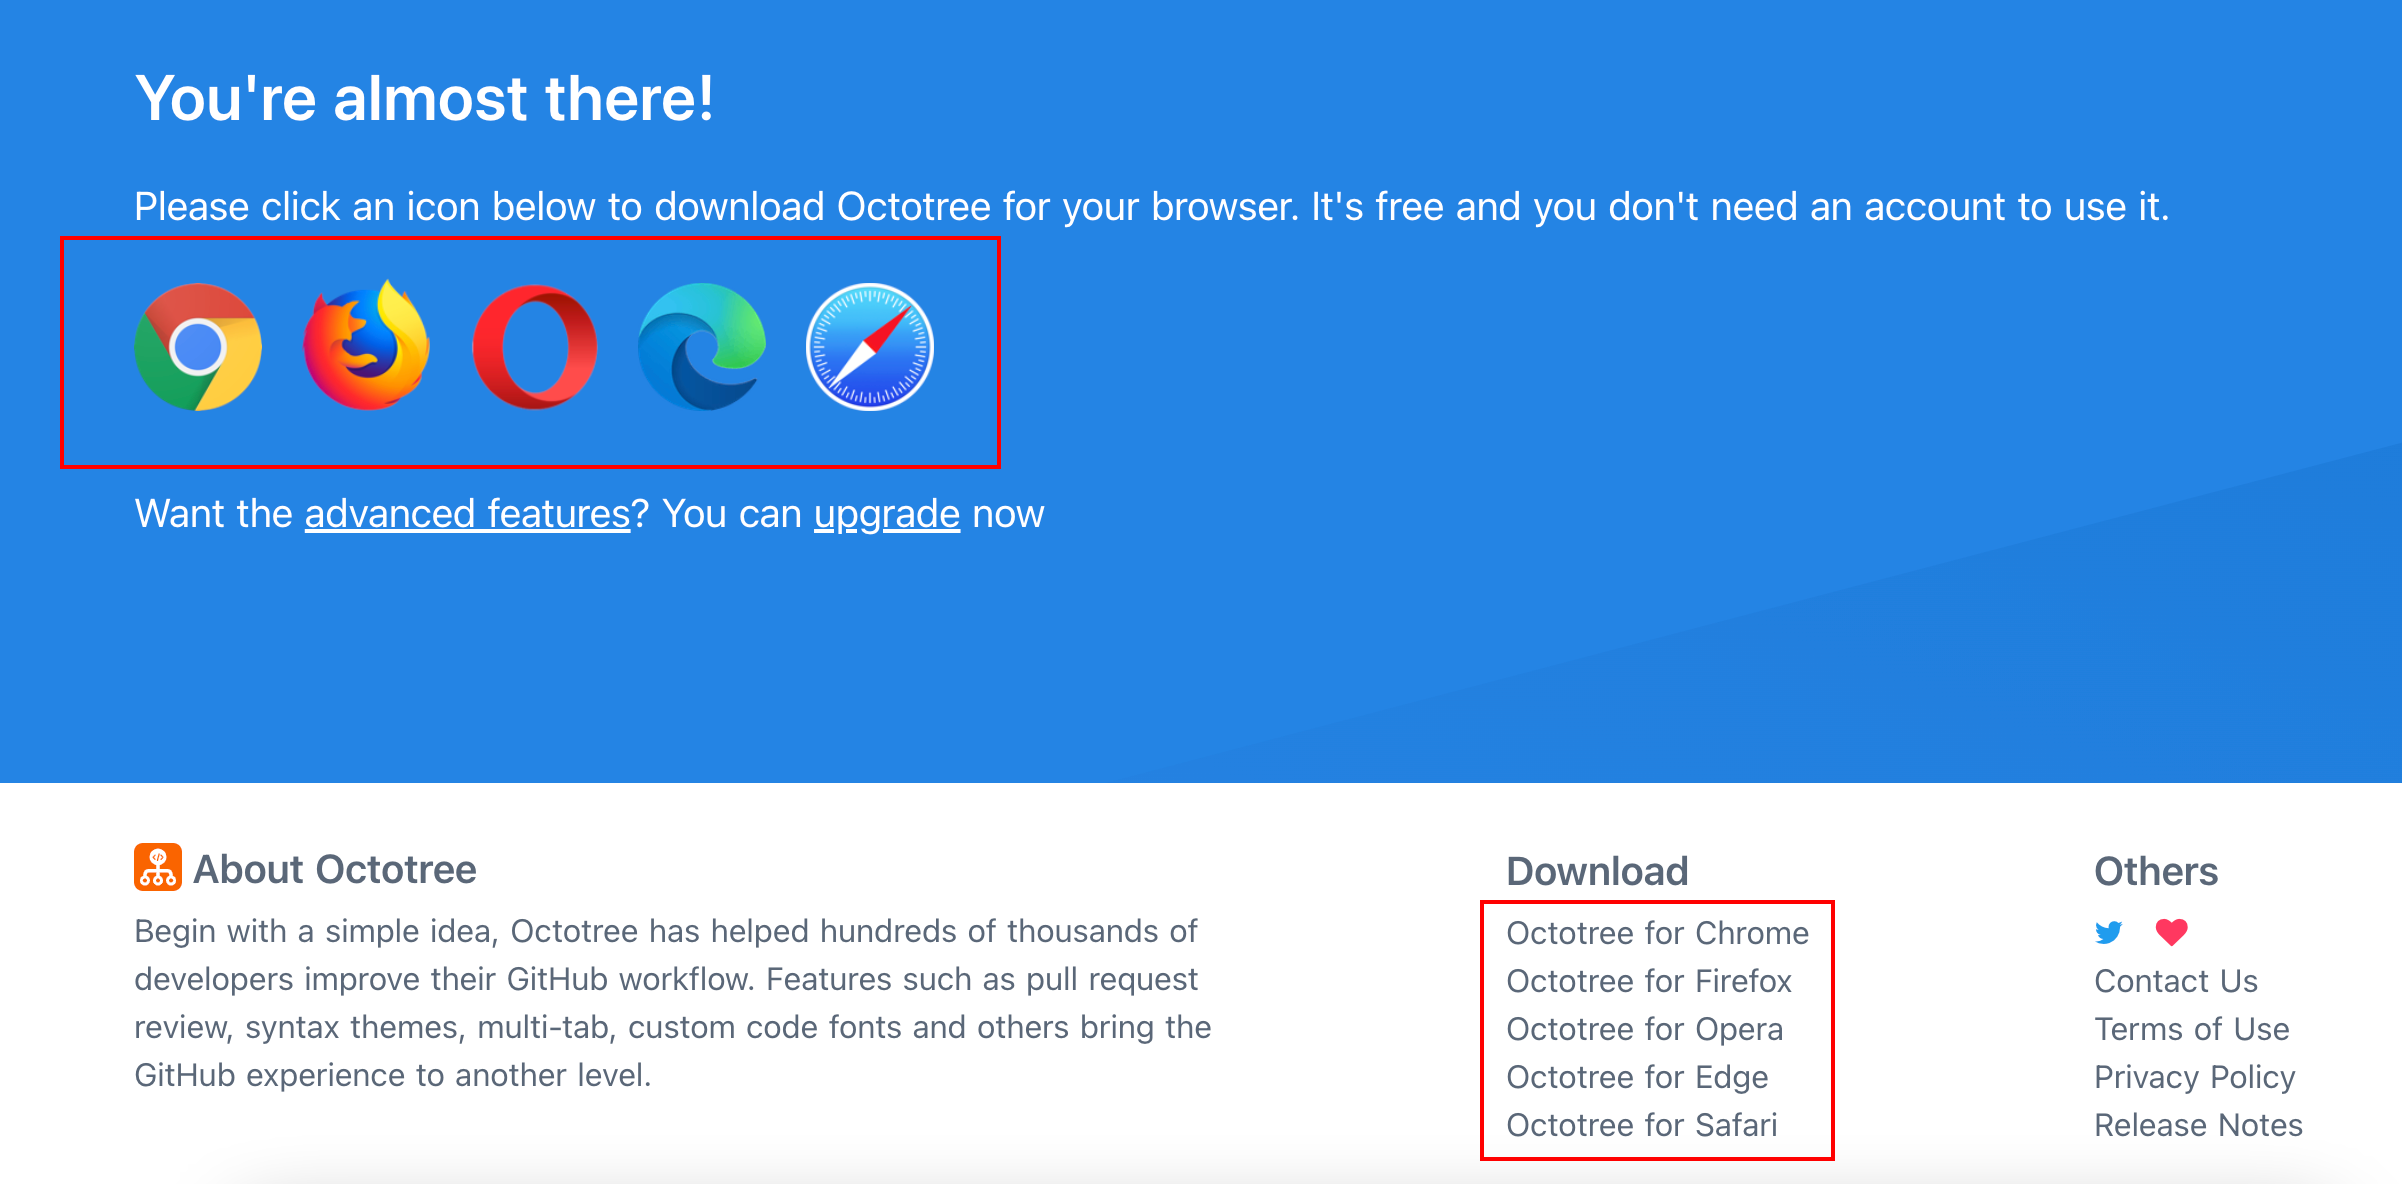 You're almost there!
Please click an icon below to download Octotree for your browser. It's free and you don't need an account to use it.
Want the advanced features? You can upgrade now
About Octotree
Begin with a simple idea, Octotree has helped hundreds of thousands of
developers improve their GitHub workflow. Features such as pull request
review, syntax themes, multi-tab, custom code fonts and others bring the
GitHub experience to another level.
Download
Octotree for Chrome
Octotree for Firefox
Octotree for Opera
Octotree for Edge
Octotree for Safari
Others
Contact Us
Terms of Use
Privacy Policy
Release Notes